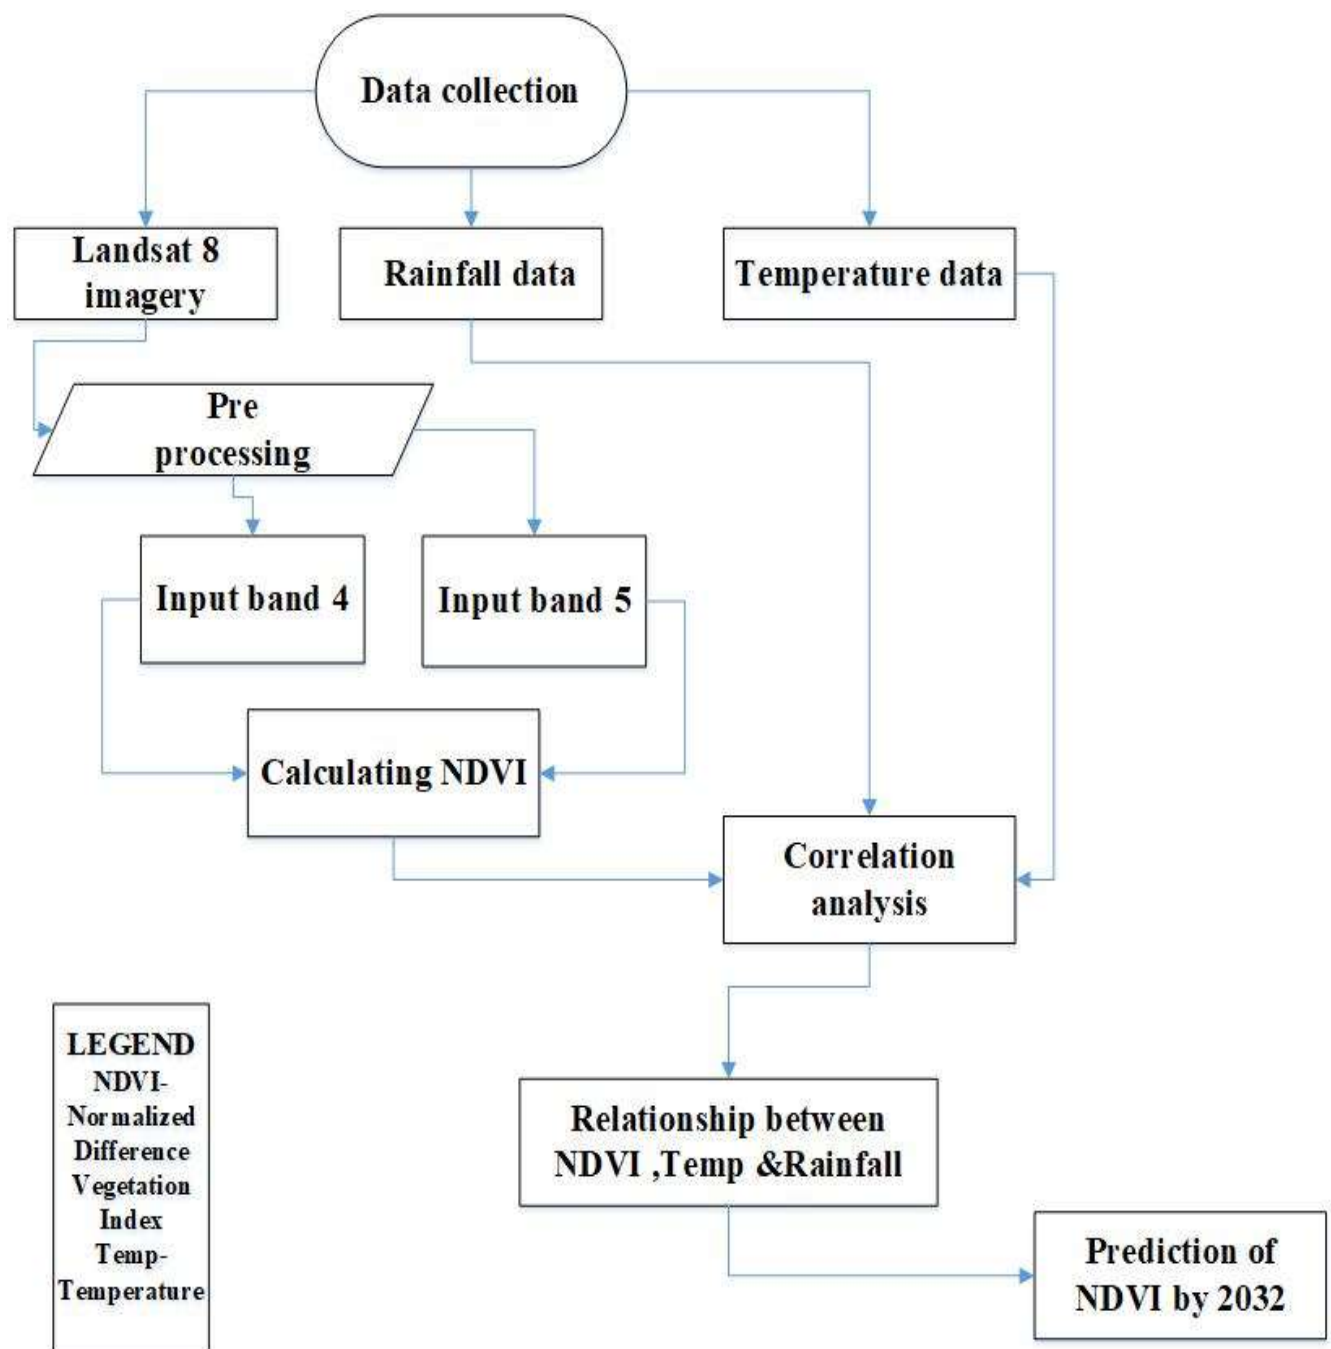 Data collection
Landsat 8
imagery
Rainfall data
Temperature data
Pre
processing
Input band 4
Input band 5
Calculating NDVI
Correlation
analysis
Relationship between
NDVI ,Temp &Rainfall
Prediction of
NDVI by 2032
LEGEND
NDVI-
Normalized
Difference
Vegetation
Index
Temp-
Temperature